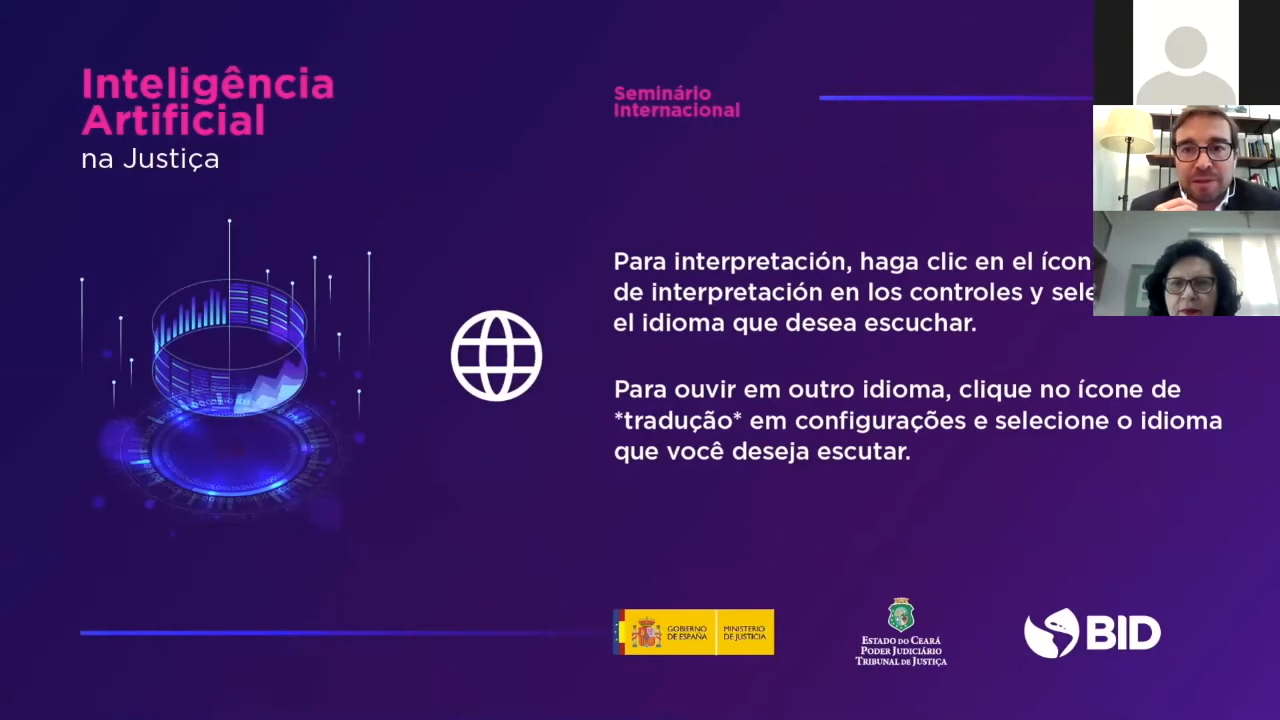 Inteligência
Artificial
na Justiça
Seminário
Internacional
Para interpretación, haga clic en el
de interpretación en los controles y
el idioma que desea escuchar.
Para ouvir em outro idioma, clique no ícone de
*tradução* em configurações e selecione o idioma
que você deseja escutar.
GOBIERNO
DE ESPAÑA
MINISTERIO
DE JUSTICIA
ESTADO DO CEARÁ
PODER JUDICIÁRIO
TRIBUNAL DE JUSTIÇA
BID